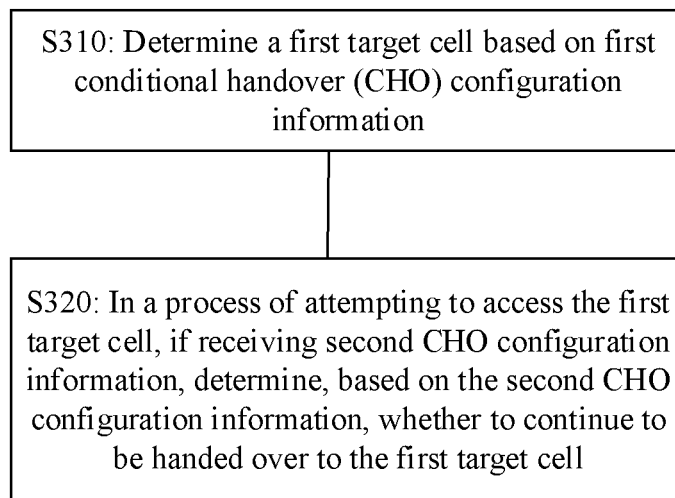 S310: Determine a first target cell based on first
conditional handover (CHO) configuration
information
S320: In a process of attempting to access the first
target cell, if receiving second CHO configuration
information, determine, based on the second CHO
configuration information, whether to continue to
be handed over to the first target cell